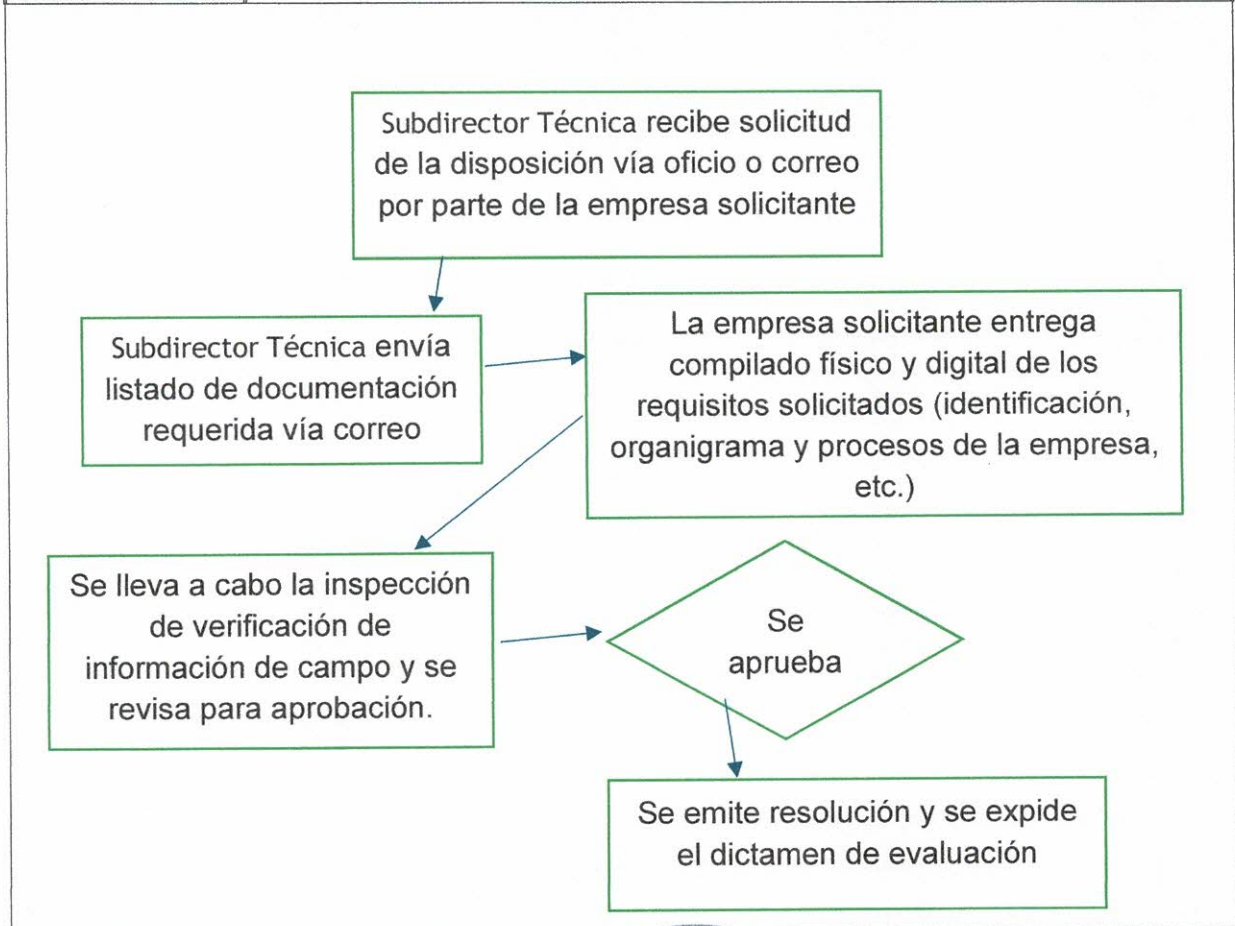 Subdirector Técnica recibe solicitud
de la disposición vía oficio o correo
por parte de la empresa solicitante
Subdirector Técnica envía
listado de documentación
requerida vía correo
La empresa solicitante entrega
compilado físico y digital de los
requisitos solicitados (identificación,
organigrama y procesos de la empresa,
etc.)
Se lleva a cabo la inspección
de verificación de
información de campo y se
revisa para aprobación.
Se
aprueba
Se emite resolución y se expide
el dictamen de evaluación